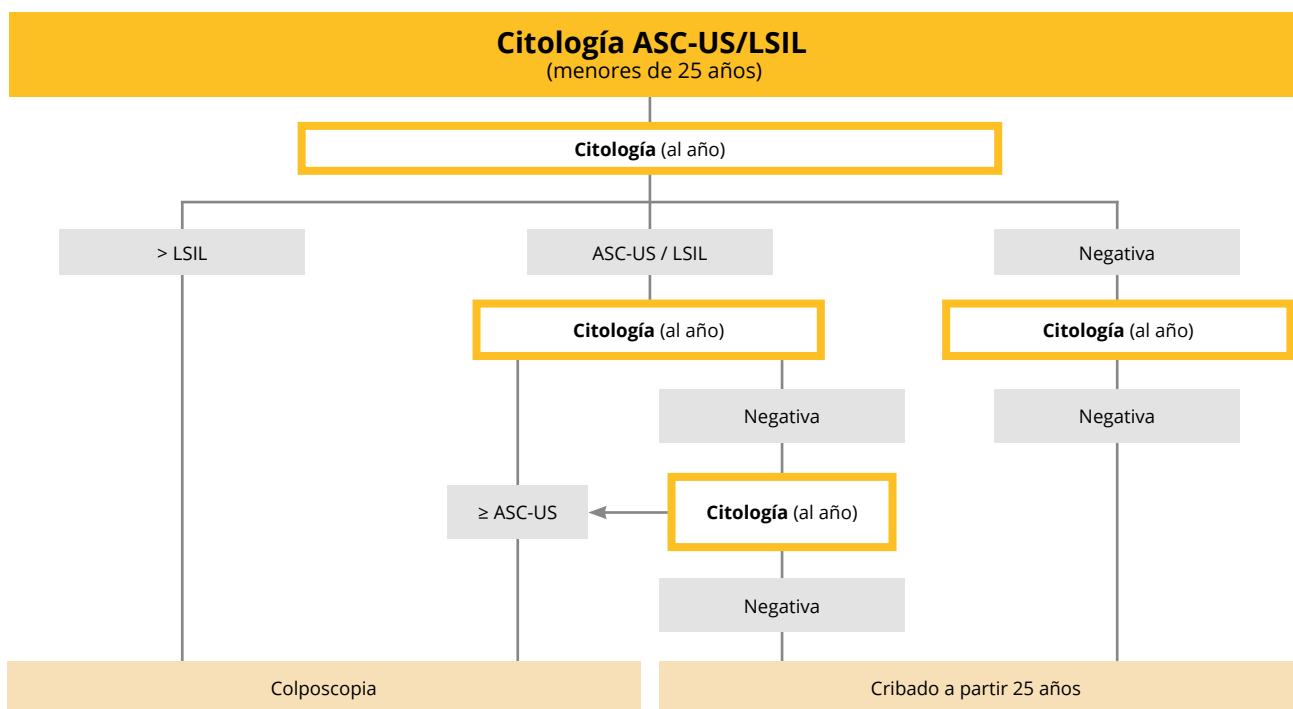 Citología ASC-US/LSIL
(menores de 25 años)
Citología (al año)
> LSIL
ASC-US / LSIL
Negativa
Citología (al año)
Citología (al año)
Negativa
Negativa
≥ ASC-US
Citología (al año)
Negativa
Colposcopia
Cribado a partir 25 años